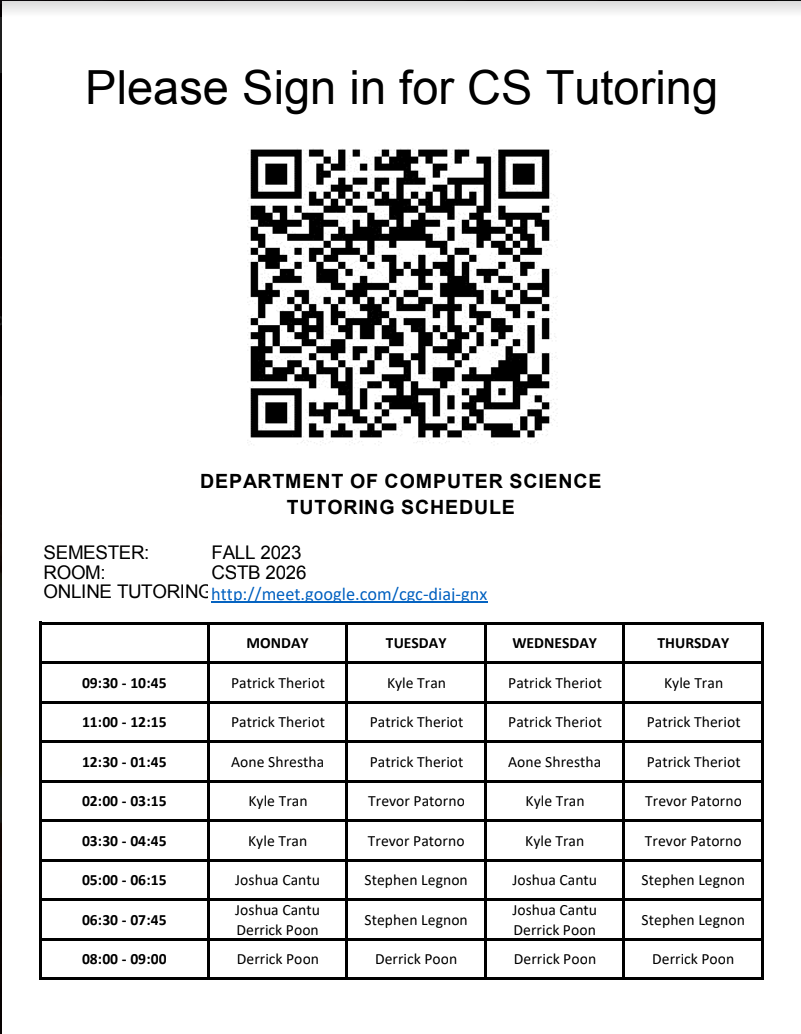 Please Sign in for CS Tutoring
DEPARTMENT OF COMPUTER SCIENCE
TUTORING SCHEDULE
SEMESTER: FALL 2023
ROOM: CSTB 2026
ONLINE TUTORING http://meet.google.com/cgc-diaj-gnx
MONDAY TUESDAY WEDNESDAY THURSDAY
09:30 - 10:45 Patrick Theriot Kyle Tran Patrick Theriot Kyle Tran
11:00 - 12:15 Patrick Theriot Patrick Theriot Patrick Theriot Patrick Theriot
12:30 - 01:45 Aone Shrestha Patrick Theriot Aone Shrestha Patrick Theriot
02:00 - 03:15 Kyle Tran Trevor Patorno Kyle Tran Trevor Patorno
03:30 - 04:45 Kyle Tran Trevor Patorno Kyle Tran Trevor Patorno
05:00 - 06:15 Joshua Cantu Stephen Legnon Joshua Cantu Stephen Legnon
06:30 - 07:45 Joshua Cantu Derrick Poon Stephen Legnon Joshua Cantu Derrick Poon Stephen Legnon
08:00 - 09:00 Derrick Poon Derrick Poon Derrick Poon Derrick Poon